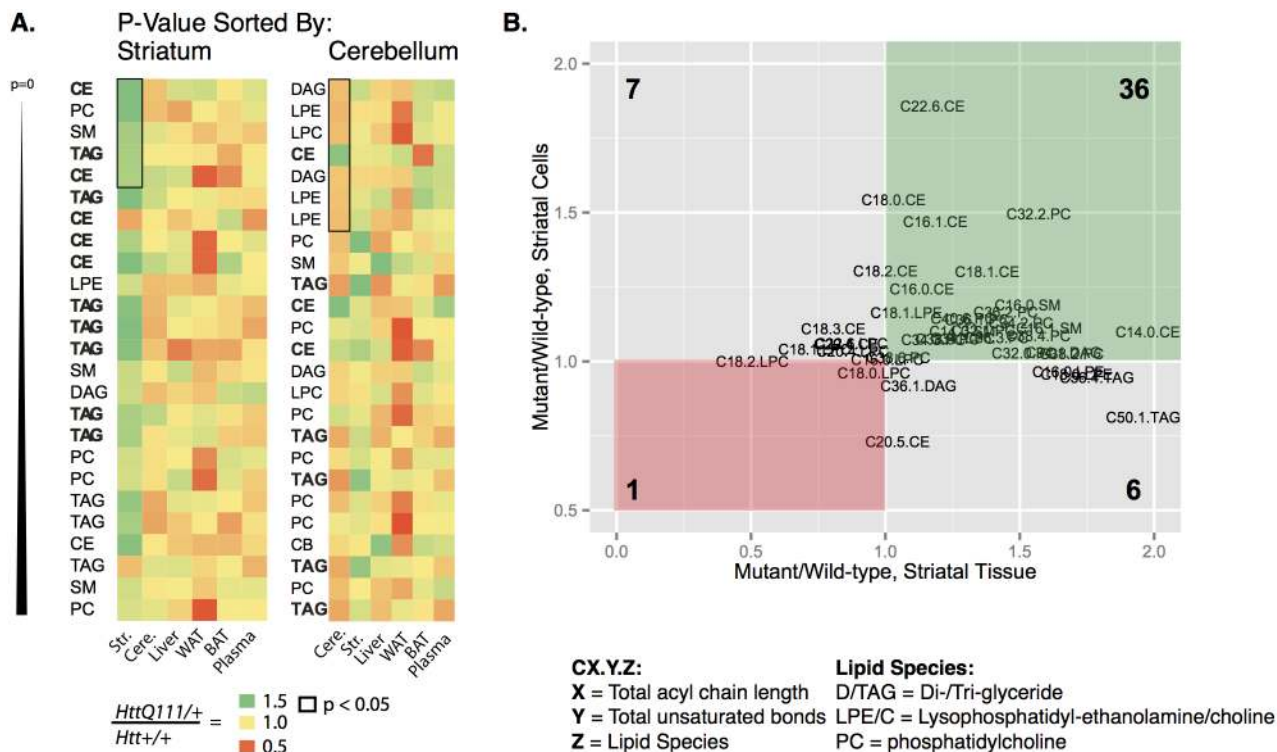 A.
P-Value Sorted By:
Striatum
p=0
CE
PC
SM
TAG
CE
TAG
CE
CE
CE
LPE
TAG
TAG
TAG
SM
DAG
TAG
TAG
PC
PC
TAG
TAG
CE
TAG
SM
PC
Str.
Cere.
Liver
WAT
BAT
Plasma
Cerebellum
DAG
LPE
LPC
CE
DAG
LPE
LPE
PC
SM
TAG
CE
PC
CE
DAG
LPC
PC
TAG
PC
TAG
PC
PC
CB
TAG
PC
TAG
Cere.
Str.
Liver
WAT
BAT
Plasma
HttQ111/+
Htt+/+
=
1.5
1.0
0.5
p < 0.05
B.
Mutant/Wild-type, Striatal Cells
2.0
1.5
1.0
0.5
7
36
1
6
C22.6.CE
C18.0.CE
C32.2.PC
C16.1.CE
C18.2.CE
C18.1.CE
C16.0.CE
C16.0.SM
C18.1.LPE
C18.3.CE
C14.0.CE
C18.2.LPC
C18.0.LPC
C36.1.DAG
C50.1.TAG
C20.5.CE
0.0
0.5
1.0
1.5
2.0
Mutant/Wild-type, Striatal Tissue
CX.Y.Z:
X = Total acyl chain length
Y = Total unsaturated bonds
Z = Lipid Species
Lipid Species:
D/TAG = Di-/Tri-glyceride
LPE/C = Lysophosphatidyl-ethanolamine/choline
PC = phosphatidylcholine